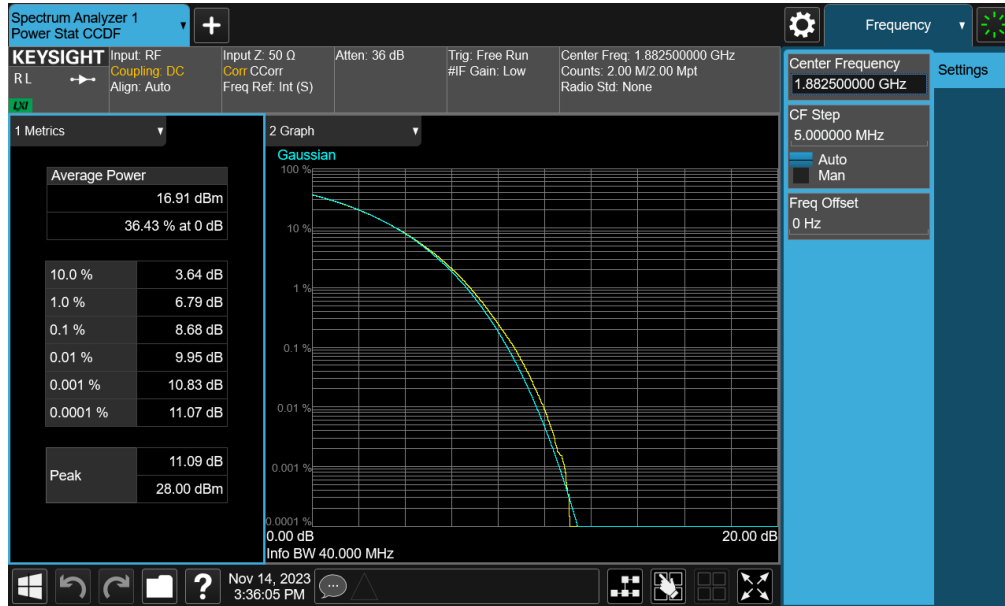 Spectrum Analyzer 1
Power Stat CCDF
Frequency
KEYSIGHT
RL
LXI
Input: RF
Coupling: DC
Align: Auto
Input Z: 50 Ω
Corr CCorr
Freq Ref: Int (S)
Atten: 36 dB
Trig: Free Run
#IF Gain: Low
Center Freq: 1.882500000 GHz
Counts: 2.00 M/2.00 Mpt
Radio Std: None
Center Frequency
1.882500000 GHz
Settings
CF Step
5.000000 MHz
Auto
Man
Freq Offset
0 Hz
1 Metrics
Average Power
16.91 dBm
36.43 % at 0 dB
10.0 % 3.64 dB
1.0 % 6.79 dB
0.1 % 8.68 dB
0.01 % 9.95 dB
0.001 % 10.83 dB
0.0001 % 11.07 dB
Peak
11.09 dB
28.00 dBm
2 Graph
Gaussian
100 %
10 %
1 %
0.1 %
0.01 %
0.001 %
0.0001 %
0.00 dB 20.00 dB
Info BW 40.000 MHz
?
Nov 14, 2023
3:36:05 PM